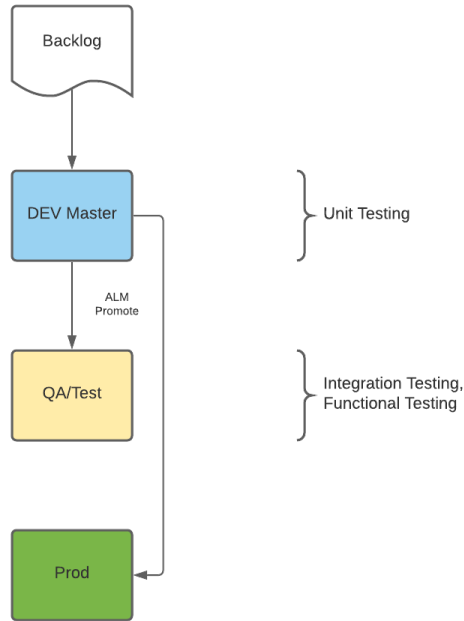 Backlog
DEV Master
Unit Testing
ALM
Promote
QA/Test
Integration Testing,
Functional Testing
Prod